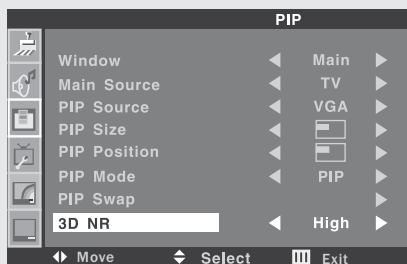 PIP
Window Main
Main Source TV
PIP Source VGA
PIP Size
PIP Position
PIP Mode PIP
PIP Swap
3D NR High
Move Select Exit